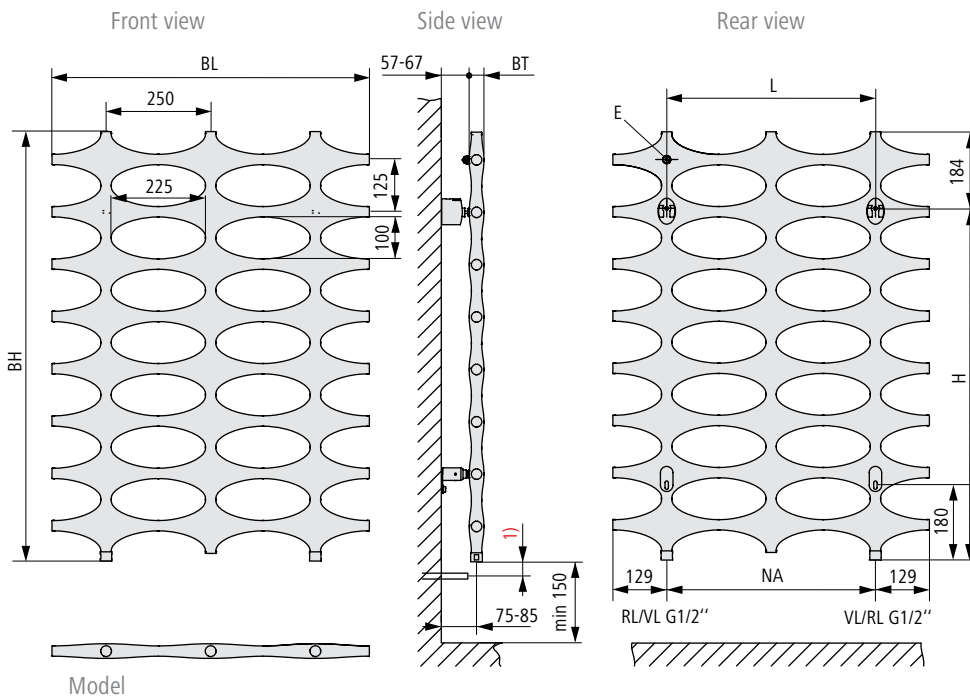 Front view
Side view
Rear view
BL
57-67
BT
L
250
E
125
184
225
100
BH
H
1)
180
min 150
75-85
129
NA
129
RL/VL G1/2‘‘
VL/RL G1/2‘‘
Model